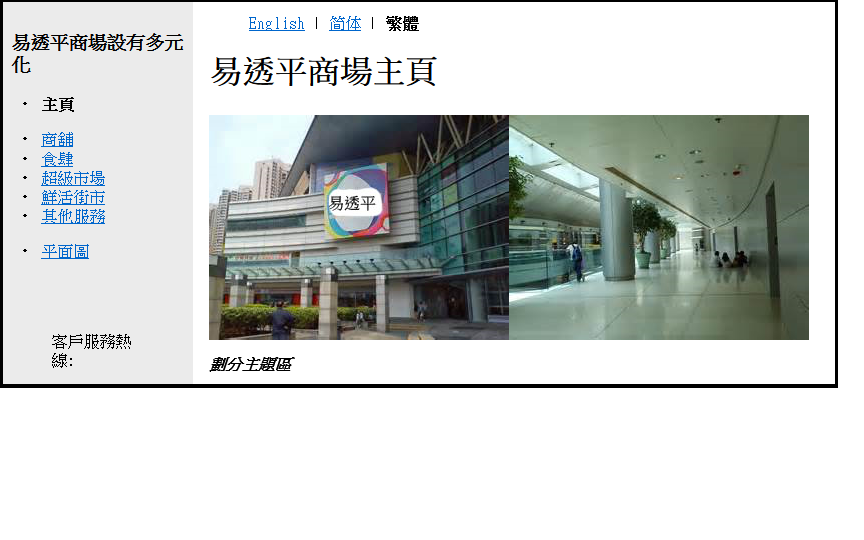 易透平商場設有多元
化
• 主頁
• 商舖
• 食肆
• 超級市場
• 鮮活街市
• 其他服務
• 平面圖
客戶服務熱
線:
English | 简体 | 繁體
易透平商場主頁
易透平
劃分主題區